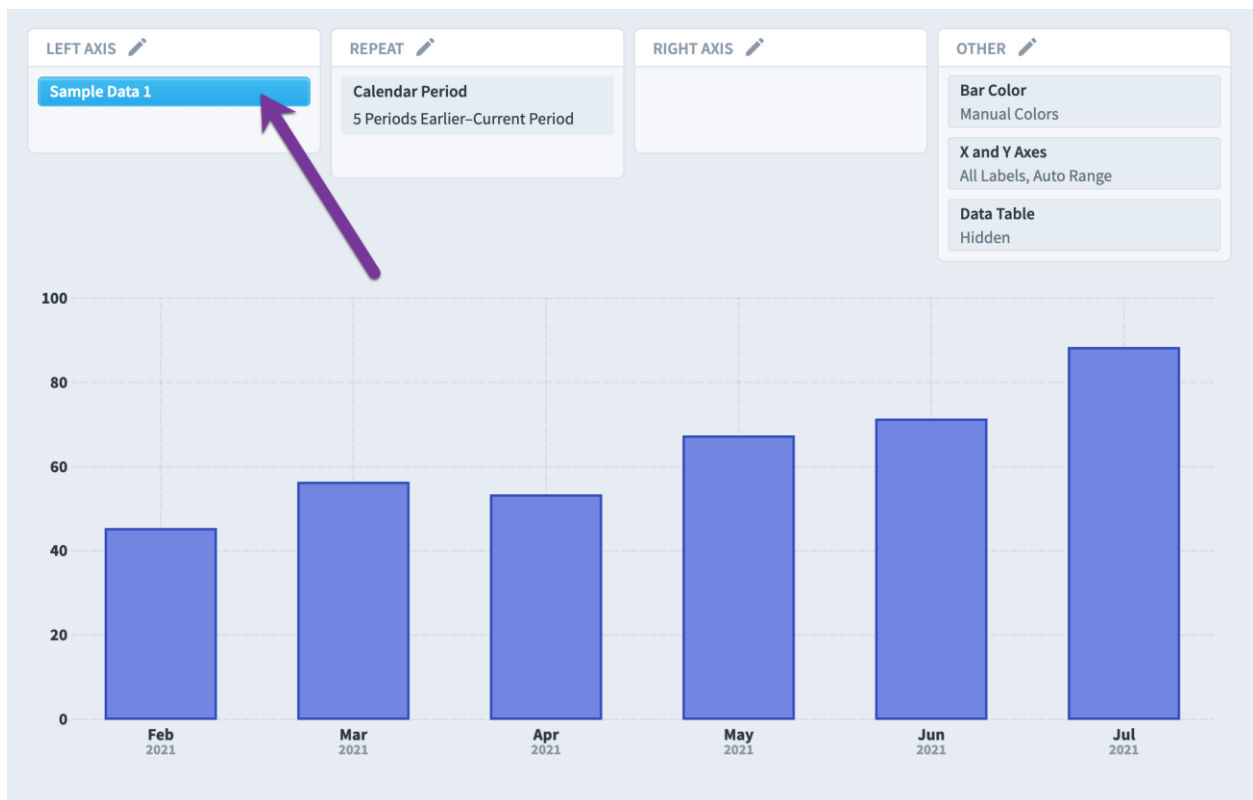 LEFT AXIS
Sample Data 1
REPEAT
Calendar Period
5 Periods Earlier–Current Period
RIGHT AXIS
OTHER
Bar Color
Manual Colors
X and Y Axes
All Labels, Auto Range
Data Table
Hidden
100
80
60
40
20
0
Feb
2021
Mar
2021
Apr
2021
May
2021
Jun
2021
Jul
2021